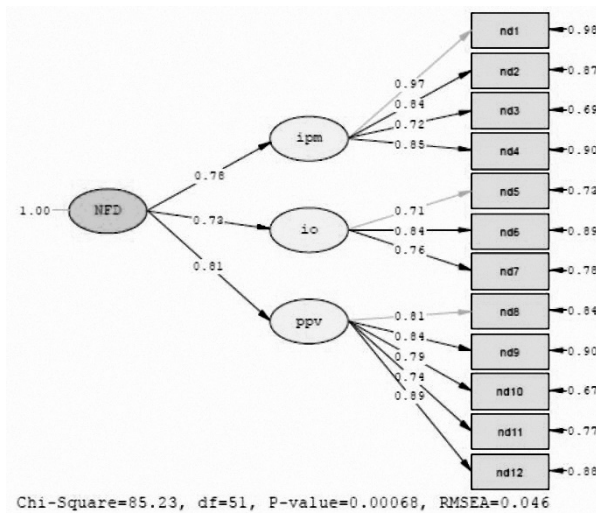 nd1
0.98
0.97
nd2
0.87
0.84
ipm
nd3
0.69
0.72
nd4
0.90
0.85
0.78
nd5
0.73
0.71
1.00
NFD
0.73
io
nd6
0.89
0.84
nd7
0.78
0.76
0.81
nd8
0.84
0.81
ppv
nd9
0.90
0.84
nd10
0.67
0.79
nd11
0.77
0.74
nd12
0.88
0.89
Chi-Square=85.23, df=51, P-value=0.00068, RMSEA=0.046